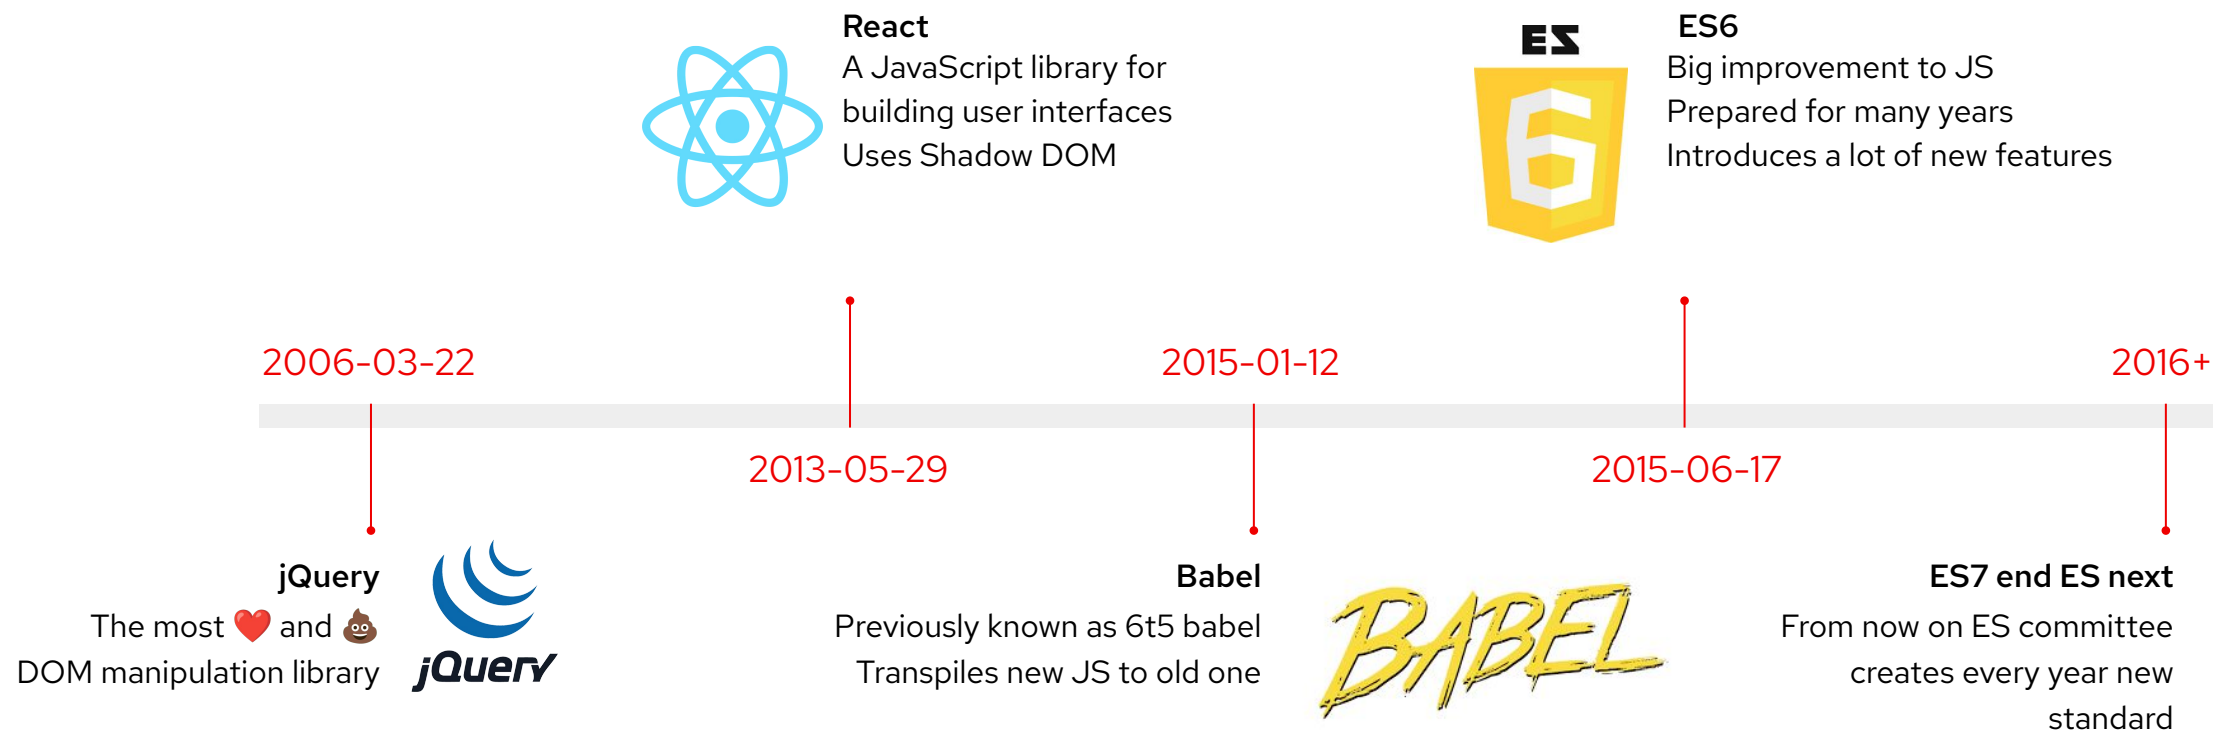 React
A JavaScript library for
building user interfaces
Uses Shadow DOM
ES
6
ES6
Big improvement to JS
Prepared for many years
Introduces a lot of new features
2006-03-22
2015-01-12
2016+
2013-05-29
2015-06-17
jQuery
The most ❤️ and 💩
DOM manipulation library
jQuery
Babel
Previously known as 6t5 babel
Transpiles new JS to old one
BABEL
ES7 end ES next
From now on ES committee
creates every year new
standard